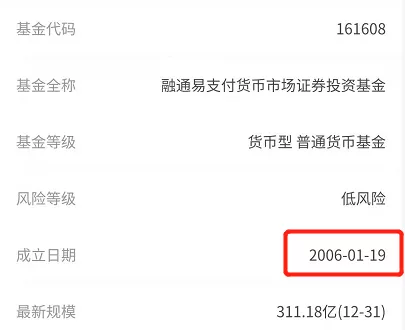 基金代码 161608
基金全称 融通易支付货币市场证券投资基金
基金等级 货币型 普通货币基金
风险等级 低风险
成立日期 2006-01-19
最新规模 311.18亿(12-31)